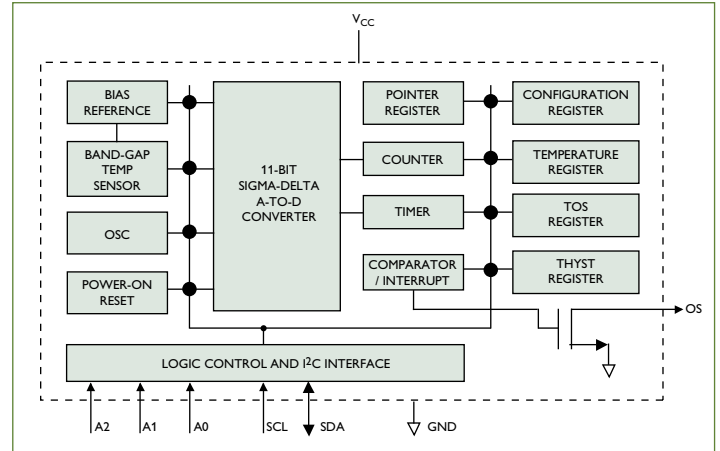 VCC
BIAS
REFERENCE
BAND-GAP
TEMP
SENSOR
OSC
POWER-ON
RESET
11-BIT
SIGMA-DELTA
A-TO-D
CONVERTER
POINTER
REGISTER
COUNTER
TIMER
COMPARATOR
/ INTERRUPT
CONFIGURATION
REGISTER
TEMPERATURE
REGISTER
TOS
REGISTER
THYST
REGISTER
OS
LOGIC CONTROL AND I²C INTERFACE
A2 A1 A0 SCL SDA GND